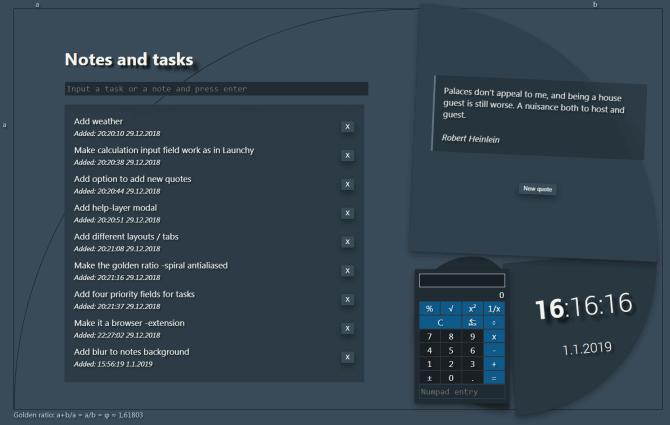 a
b
a
Notes and tasks
Input a task or a note and press enter
Add weather
Added: 20:20:10 29.12.2018
X
Make calculation input field work as in Launchy
Added: 20:20:38 29.12.2018
X
Add option to add new quotes
Added: 20:20:44 29.12.2018
X
Add help-layer modal
Added: 20:20:51 29.12.2018
X
Add different layouts / tabs
Added: 20:21:08 29.12.2018
X
Make the golden ratio -spiral antialiased
Added: 20:21:16 29.12.2018
X
Add four priority fields for tasks
Added: 20:21:37 29.12.2018
X
Make it a browser -extension
Added: 22:27:02 29.12.2018
X
Add blur to notes background
Added: 15:56:19 1.1.2019
X
Palaces don't appeal to me, and being a house
guest is still worse. A nuisance both to host and
guest.
Robert Heinlein
New quote
0
% √ x² 1/x
C ÷
7 8 9 x
4 5 6 -
1 2 3 +
± 0 . =
Numpad entry
16:16:16
1.1.2019
Golden ratio: a+b/a = a/b = φ ≈ 1,61803